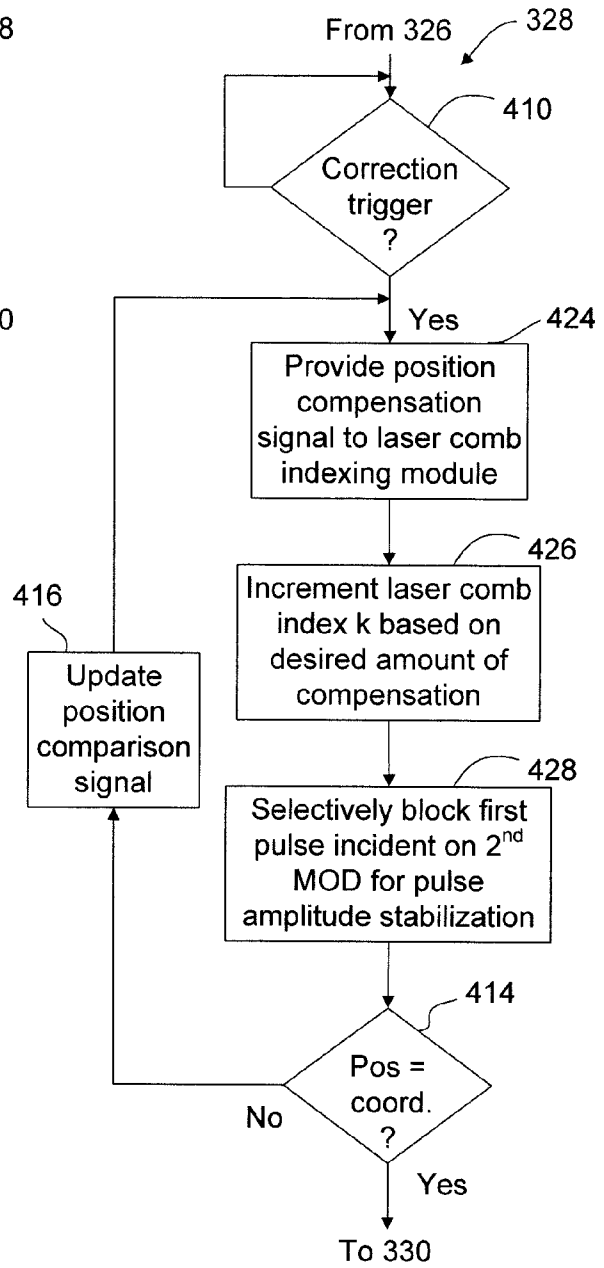 8
From 326
328
410
Correction
trigger
?
0
Yes
424
Provide position
compensation
signal to laser comb
indexing module
426
Increment laser comb
index k based on
desired amount of
compensation
416
Update
position
comparison
signal
428
Selectively block first
pulse incident on 2nd
MOD for pulse
amplitude stabilization
414
Pos =
coord.
?
No
Yes
To 330